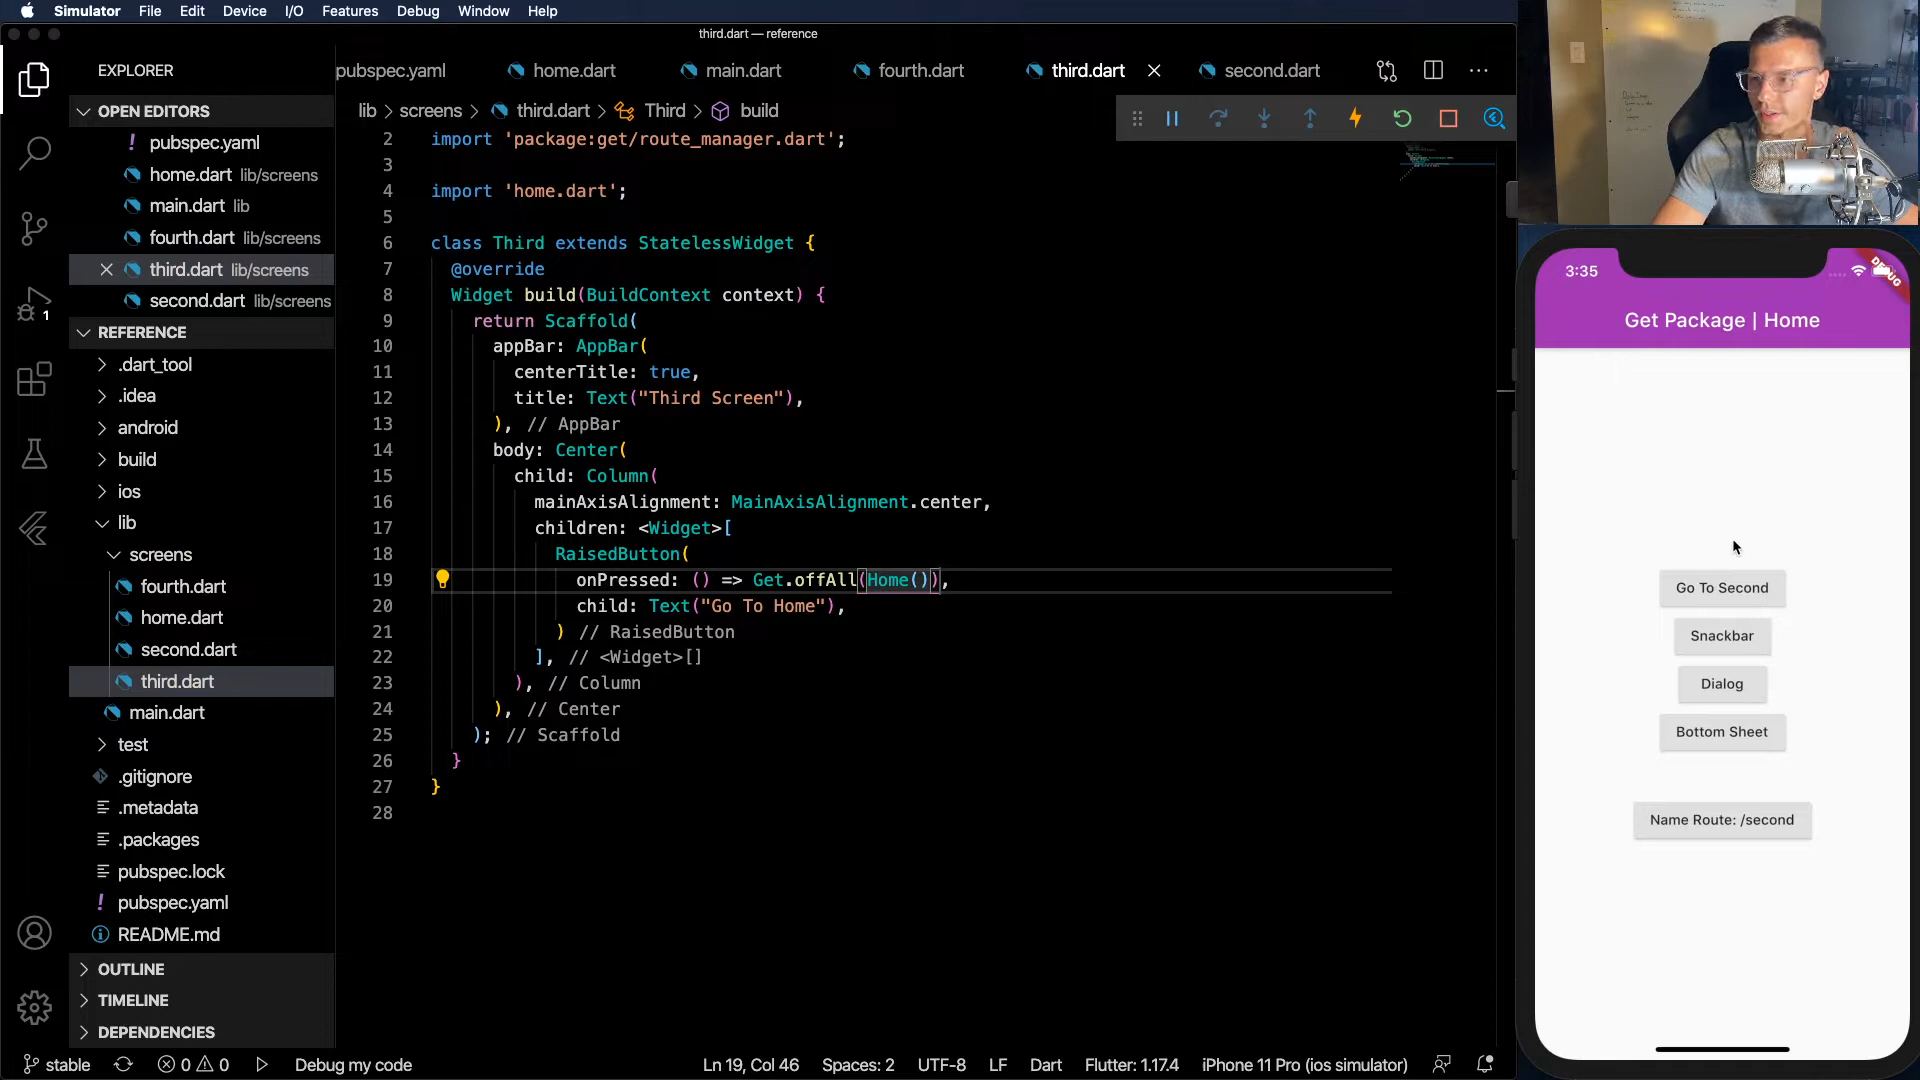 Simulator File Edit Device I/O Features Debug Window Help
third.dart — reference
EXPLORER
OPEN EDITORS
! pubspec.yaml
home.dart lib/screens
main.dart lib
fourth.dart lib/screens
third.dart lib/screens
second.dart lib/screens
1
REFERENCE
.dart_tool
.idea
android
build
ios
lib
screens
fourth.dart
home.dart
second.dart
third.dart
main.dart
test
.gitignore
.metadata
.packages
pubspec.lock
! pubspec.yaml
README.md
OUTLINE
TIMELINE
DEPENDENCIES
pubspec.yaml home.dart main.dart fourth.dart third.dart second.dart
lib > screens > third.dart > Third > build
2 import 'package:get/route_manager.dart';
3
4 import 'home.dart';
5
6 class Third extends StatelessWidget {
7 @override
8 Widget build(BuildContext context) {
9 return Scaffold(
10 appBar: AppBar(
11 centerTitle: true,
12 title: Text("Third Screen"),
13 ), // AppBar
14 body: Center(
15 child: Column(
16 mainAxisAlignment: MainAxisAlignment.center,
17 children: <Widget>[
18 RaisedButton(
19 onPressed: () => Get.offAll(Home()),
20 child: Text("Go To Home"),
21 ) // RaisedButton
22 ], // <Widget>[]
23 ), // Column
24 ), // Center
25 ); // Scaffold
26 }
27 }
28
3:35
DEBUG
Get Package | Home
Go To Second
Snackbar
Dialog
Bottom Sheet
Name Route: /second
stable 0 0 Debug my code Ln 19, Col 46 Spaces: 2 UTF-8 LF Dart Flutter: 1.17.4 iPhone 11 Pro (ios simulator)